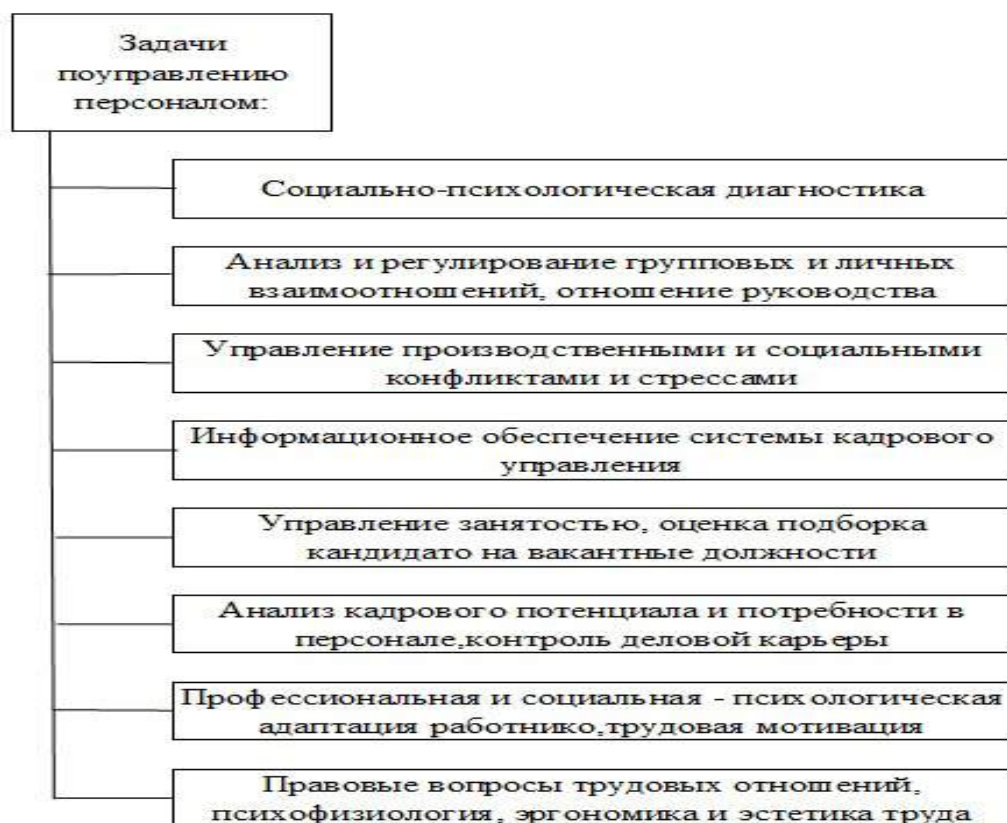 Задачи
поуправлению
персоналом:
Социально-психологическая диагностика
Анализ и регулирование групповых и личных
взаимоотношений, отношение руководства
Управление производственными и социальными
конфликтами и стрессами
Информационное обеспечение системы кадрового
управления
Управление занятостью, оценка подборка
кандидато на вакантные должности
Анализ кадрового потенциала и потребности в
персонале,контроль деловой карьеры
Профессиональная и социальная - психологическая
адаптация работнико,трудовая мотивация
Правовые вопросы трудовых отношений,
психофизиология, эргономика и эстетика труда